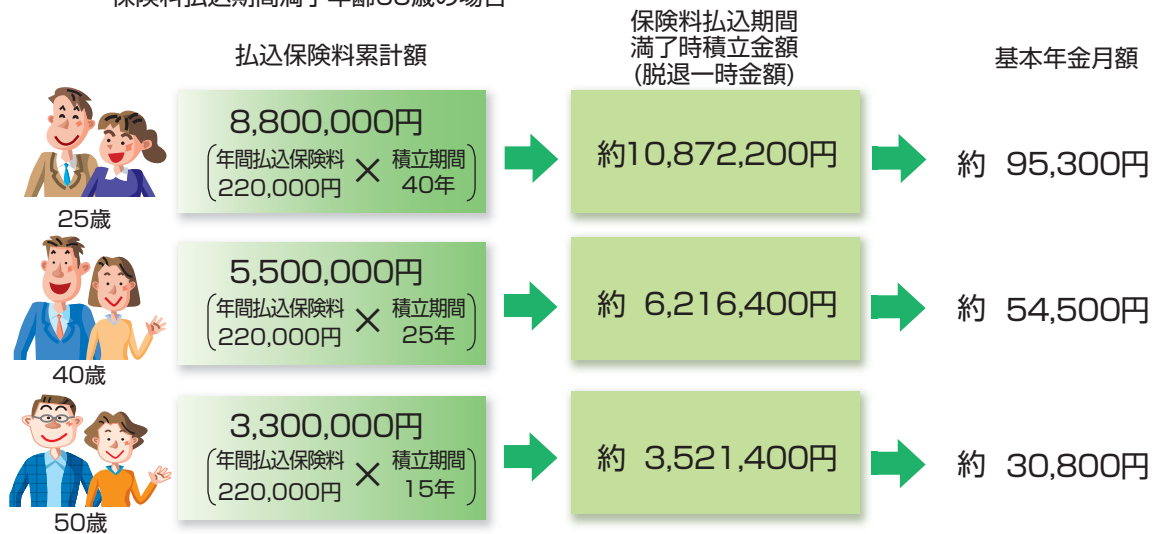 払込保険料累計額
保険料払込期間
満了時積立金額
(脱退一時金額)
基本年金月額
8,800,000円
年間払込保険料 × 積立期間
220,000円 40年
約10,872,200円
約 95,300円
25歳
5,500,000円
年間払込保険料 × 積立期間
220,000円 25年
約 6,216,400円
約 54,500円
40歳
3,300,000円
年間払込保険料 × 積立期間
220,000円 15年
約 3,521,400円
約 30,800円
50歳